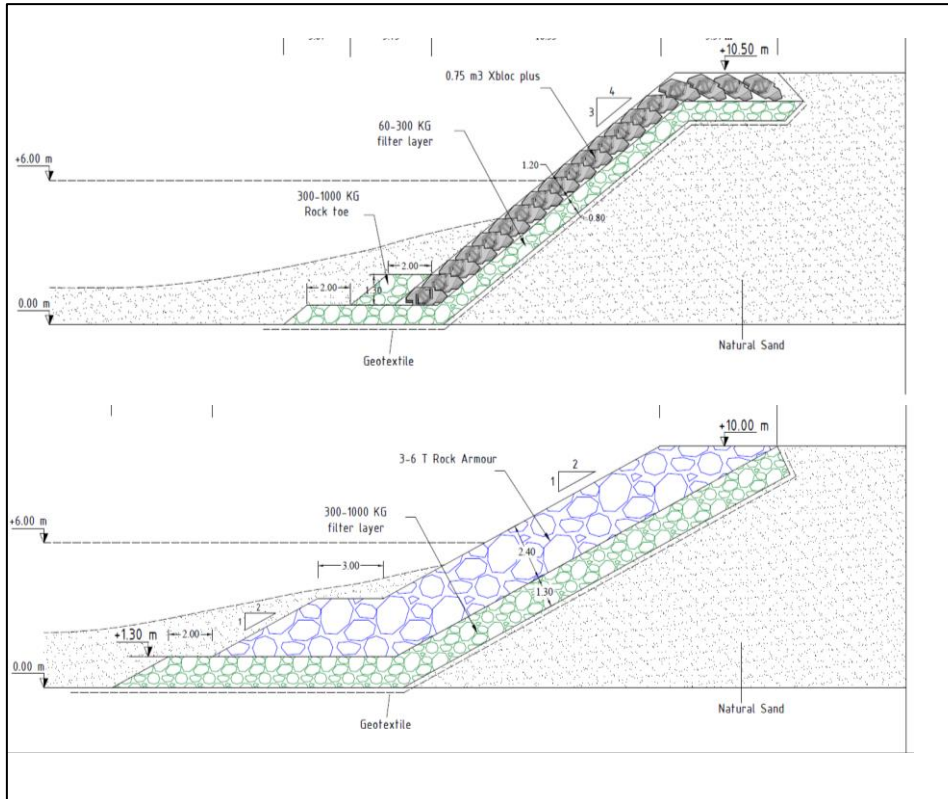 +10.50 m
0.75 m3 Xbloc plus
4
3
60-300 KG
filter layer
+6.00 m
1.20
300-1000 KG
Rock toe
0.80
2.00
2.00
1.30
0.00 m
Geotextile
Natural Sand
+10.00 m
2
3-6 T Rock Armour
1
300-1000 KG
filter layer
+6.00 m
2.40
3.00
1.30
2
1
+1.30 m
2.00
0.00 m
Geotextile
Natural Sand